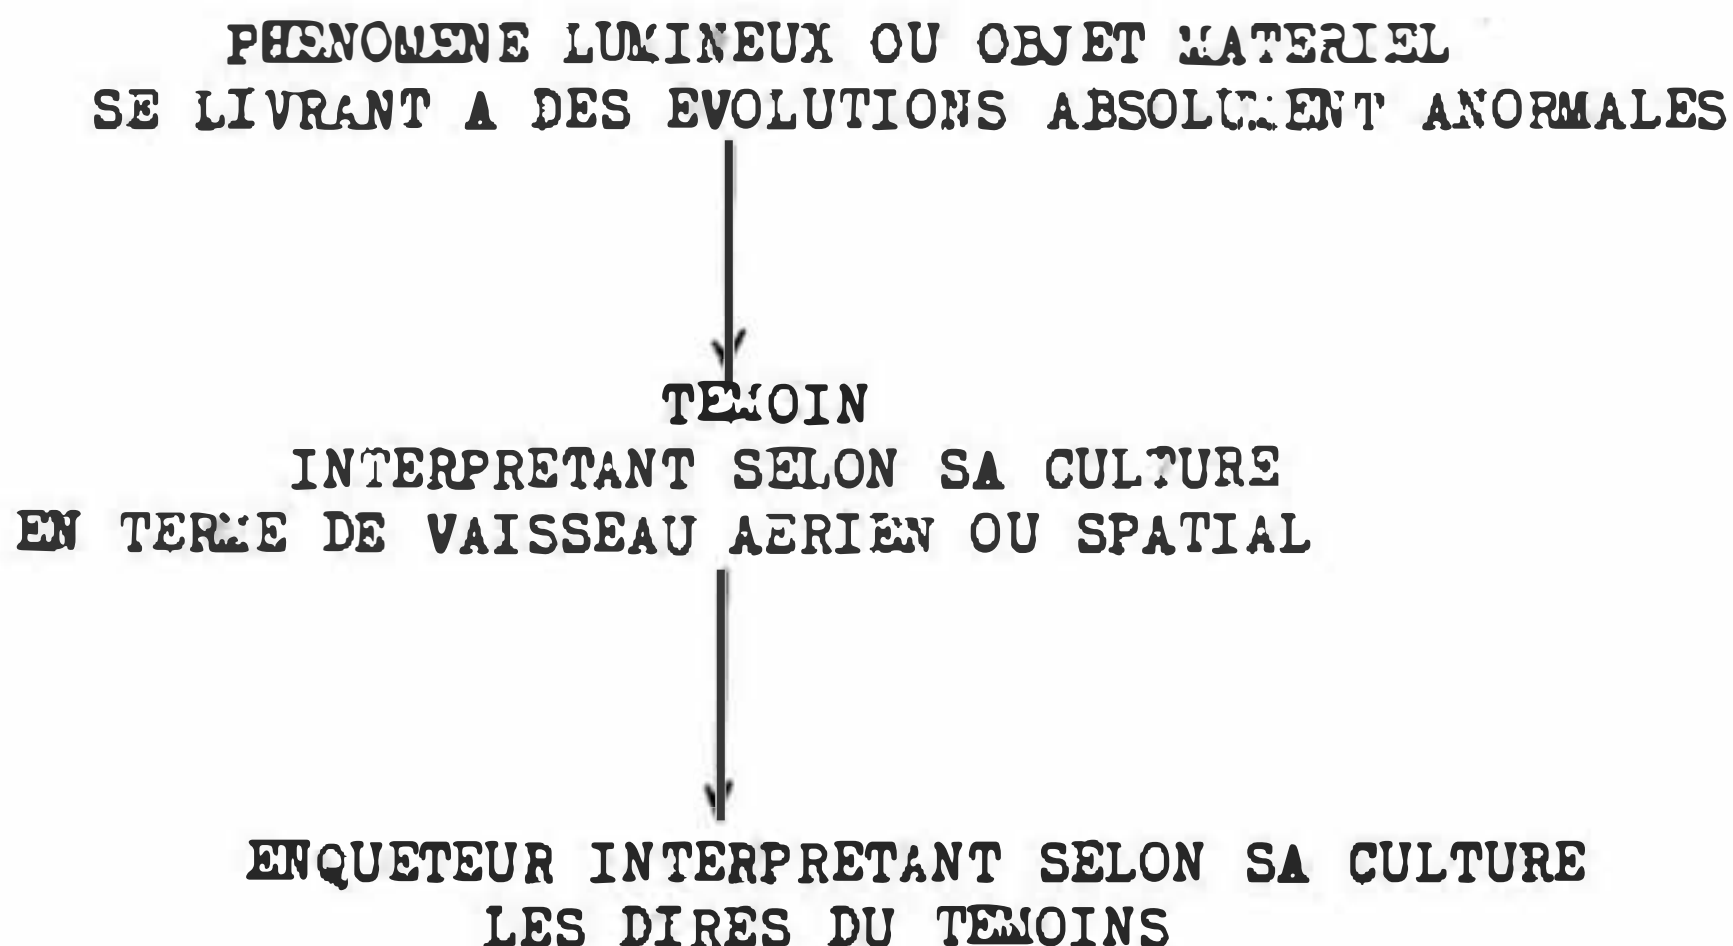 PHENOMENE LUMINEUX OU OBJET MATERIEL
SE LIVRANT A DES EVOLUTIONS ABSOLUMENT ANORMALES
TEMOIN
INTERPRETANT SELON SA CULTURE
EN TERME DE VAISSEAU AERIEN OU SPATIAL
ENQUETEUR INTERPRETANT SELON SA CULTURE
LES DIRES DU TEMOINS